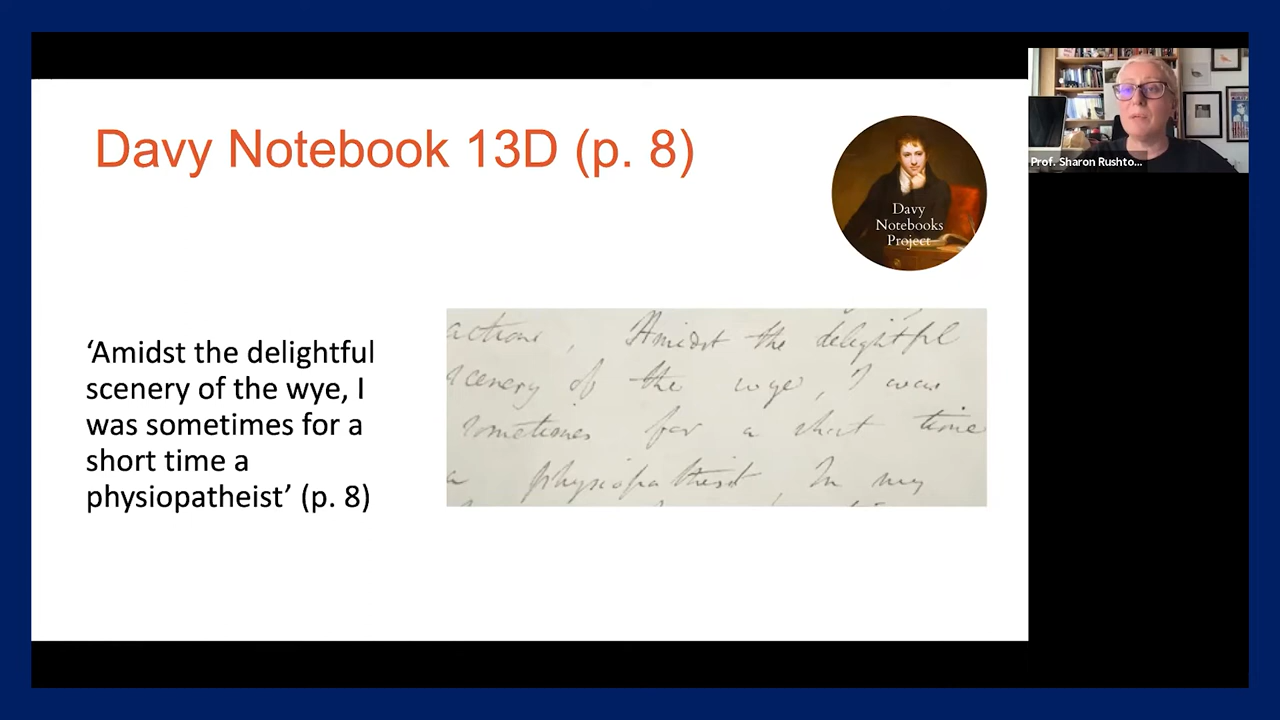 Davy Notebook 13D (p. 8)
Davy
Notebooks
Project
Prof. Sharon Rushto...
‘Amidst the delightful
scenery of the wye, I
was sometimes for a
short time a
physiopatheist’ (p. 8)
actions, Amidst the delightful
scenery of the wye, I was
sometimes for a short time
a physiopatheist, In my